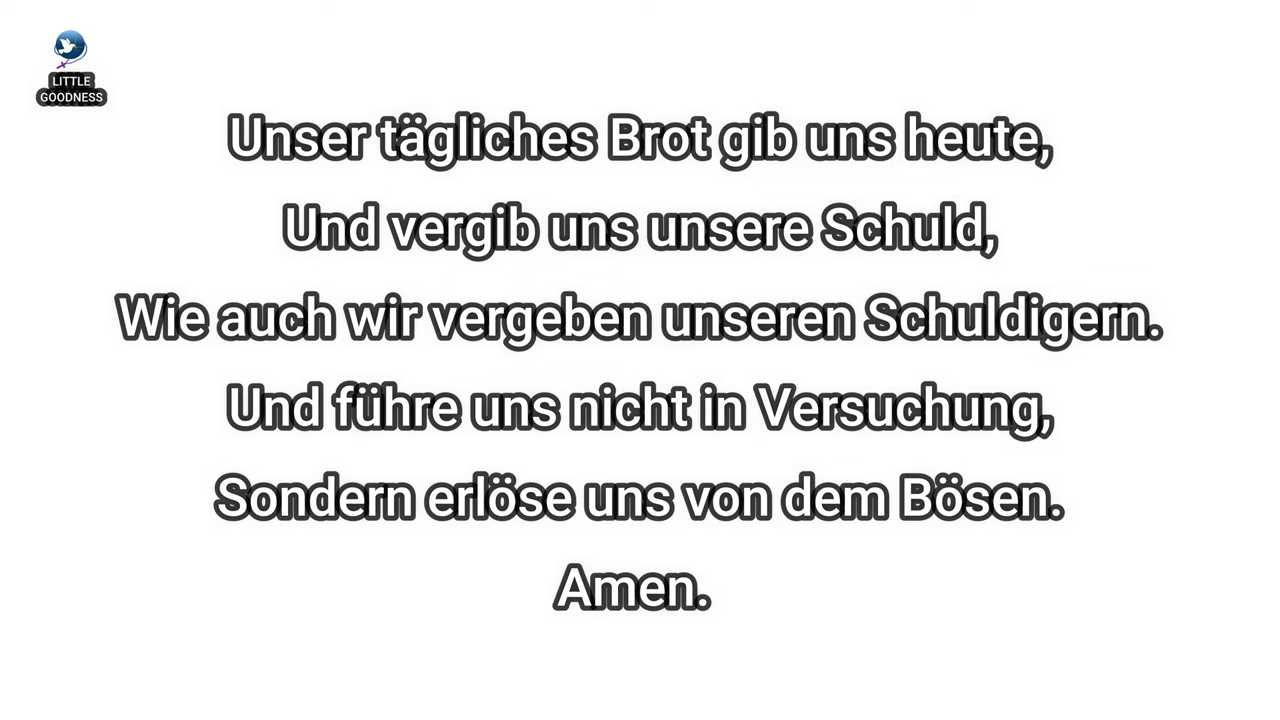 LITTLE
GOODNESS
Unser tägliches Brot gib uns heute,
Und vergib uns unsere Schuld,
Wie auch wir vergeben unseren Schuldigern.
Und führe uns nicht in Versuchung,
Sondern erlöse uns von dem Bösen.
Amen.